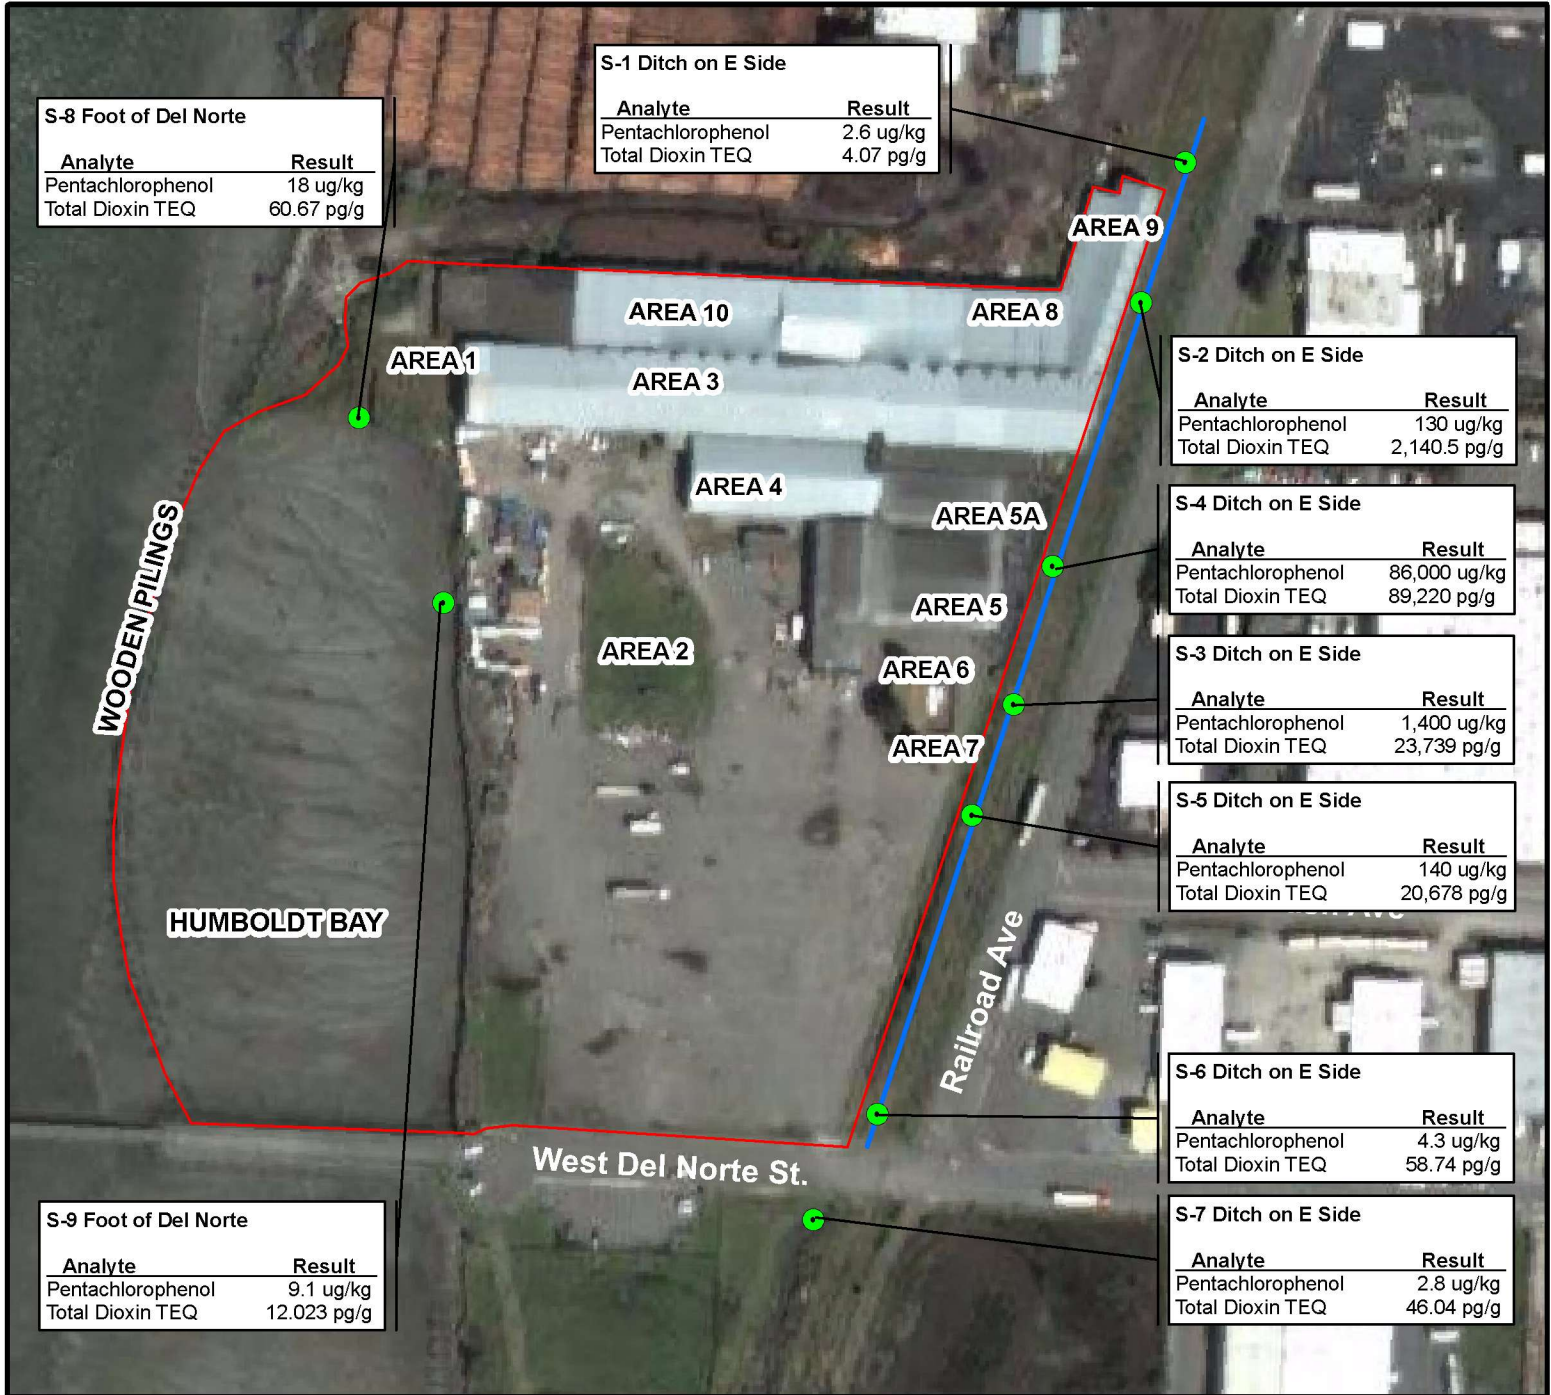 S-1 Ditch on E Side
Analyte Result
Pentachlorophenol 2.6 ug/kg
Total Dioxin TEQ 4.07 pg/g
S-8 Foot of Del Norte
Analyte Result
Pentachlorophenol 18 ug/kg
Total Dioxin TEQ 60.67 pg/g
AREA 9
AREA 10
AREA 8
AREA 1
AREA 3
S-2 Ditch on E Side
Analyte Result
Pentachlorophenol 130 ug/kg
Total Dioxin TEQ 2,140.5 pg/g
AREA 4
AREA 5A
S-4 Ditch on E Side
Analyte Result
Pentachlorophenol 86,000 ug/kg
Total Dioxin TEQ 89,220 pg/g
WOODEN PILINGS
AREA 5
AREA 2
AREA 6
S-3 Ditch on E Side
Analyte Result
Pentachlorophenol 1,400 ug/kg
Total Dioxin TEQ 23,739 pg/g
AREA 7
S-5 Ditch on E Side
Analyte Result
Pentachlorophenol 140 ug/kg
Total Dioxin TEQ 20,678 pg/g
Ave
HUMBOLDT BAY
Railroad Ave
S-6 Ditch on E Side
Analyte Result
Pentachlorophenol 4.3 ug/kg
Total Dioxin TEQ 58.74 pg/g
West Del Norte St.
S-9 Foot of Del Norte
Analyte Result
Pentachlorophenol 9.1 ug/kg
Total Dioxin TEQ 12.023 pg/g
S-7 Ditch on E Side
Analyte Result
Pentachlorophenol 2.8 ug/kg
Total Dioxin TEQ 46.04 pg/g